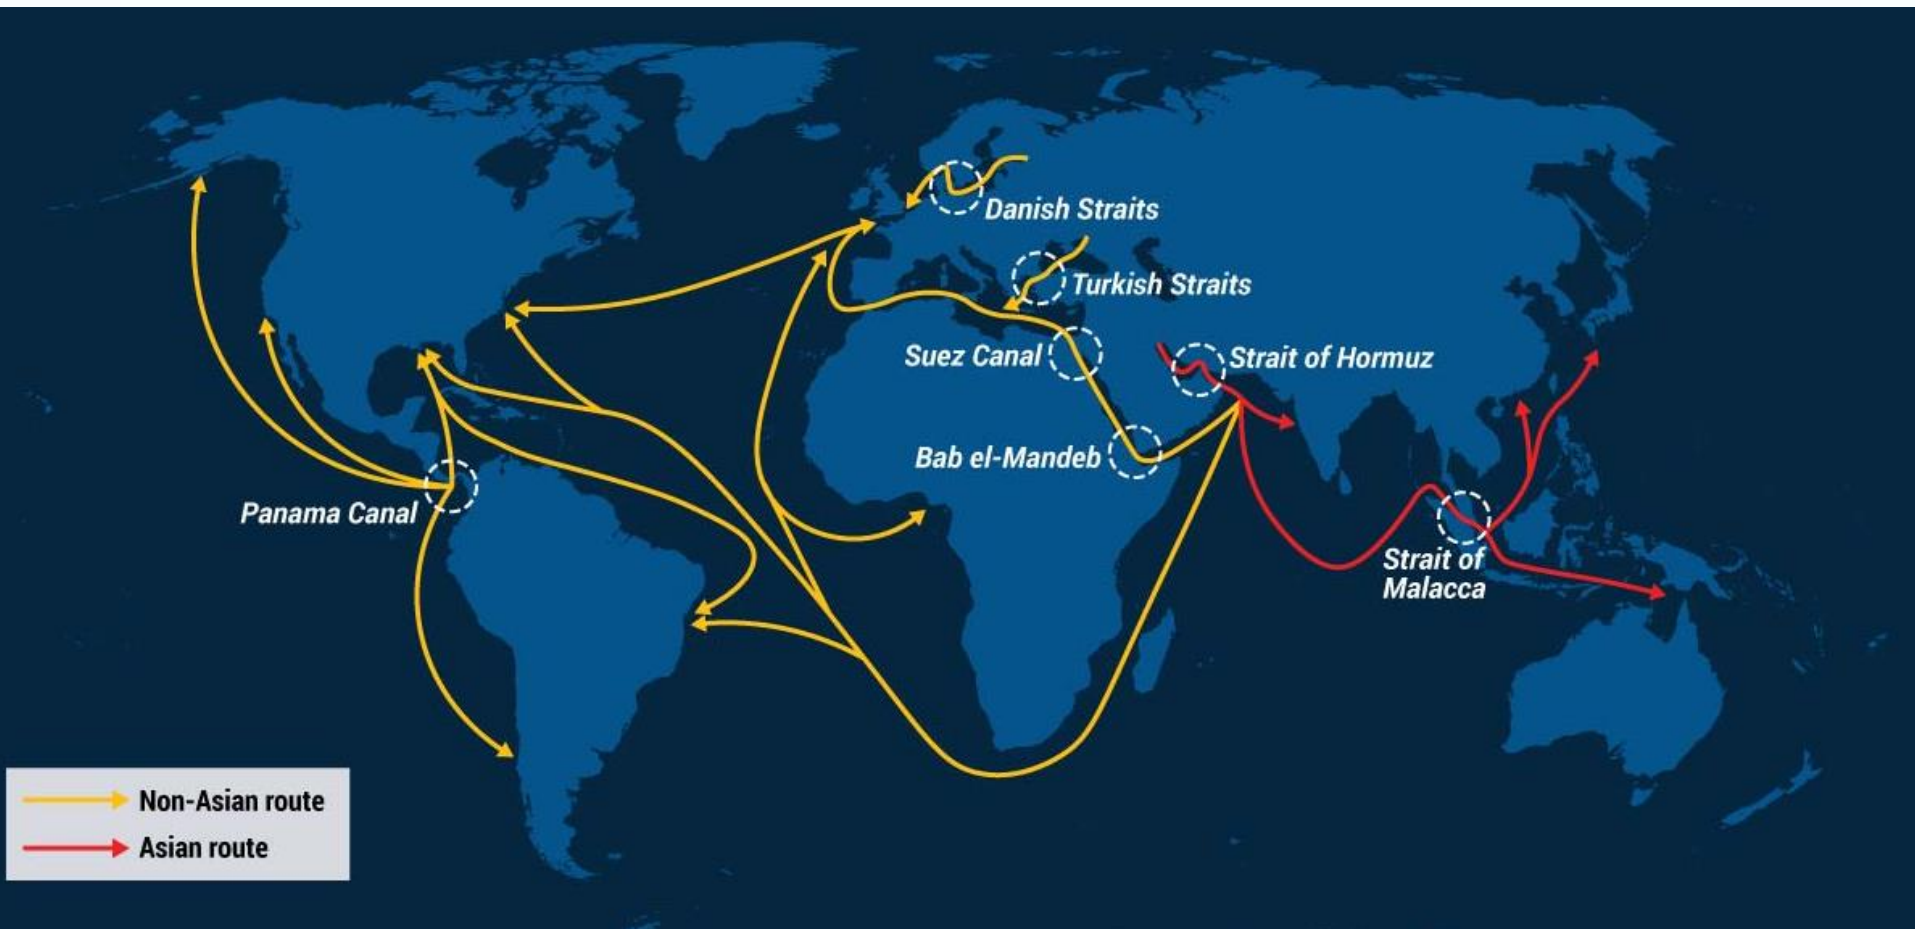 Danish Straits
Turkish Straits
Suez Canal
Strait of Hormuz
Bab el-Mandeb
Panama Canal
Strait of
Malacca
Non-Asian route
Asian route